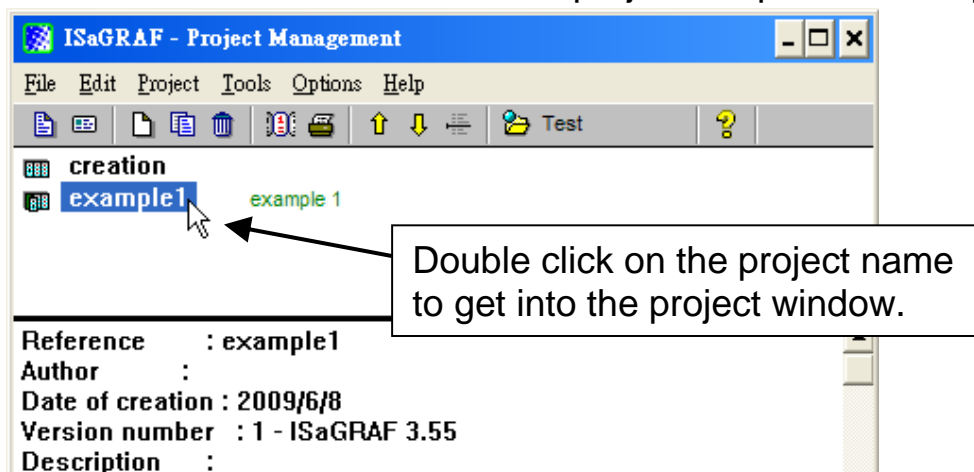 ISaGRAF - Project Management
File Edit Project Tools Options Help
Test
creation
example1 example 1
Double click on the project name
to get into the project window.
Reference : example1
Author :
Date of creation : 2009/6/8
Version number : 1 - ISaGRAF 3.55
Description :